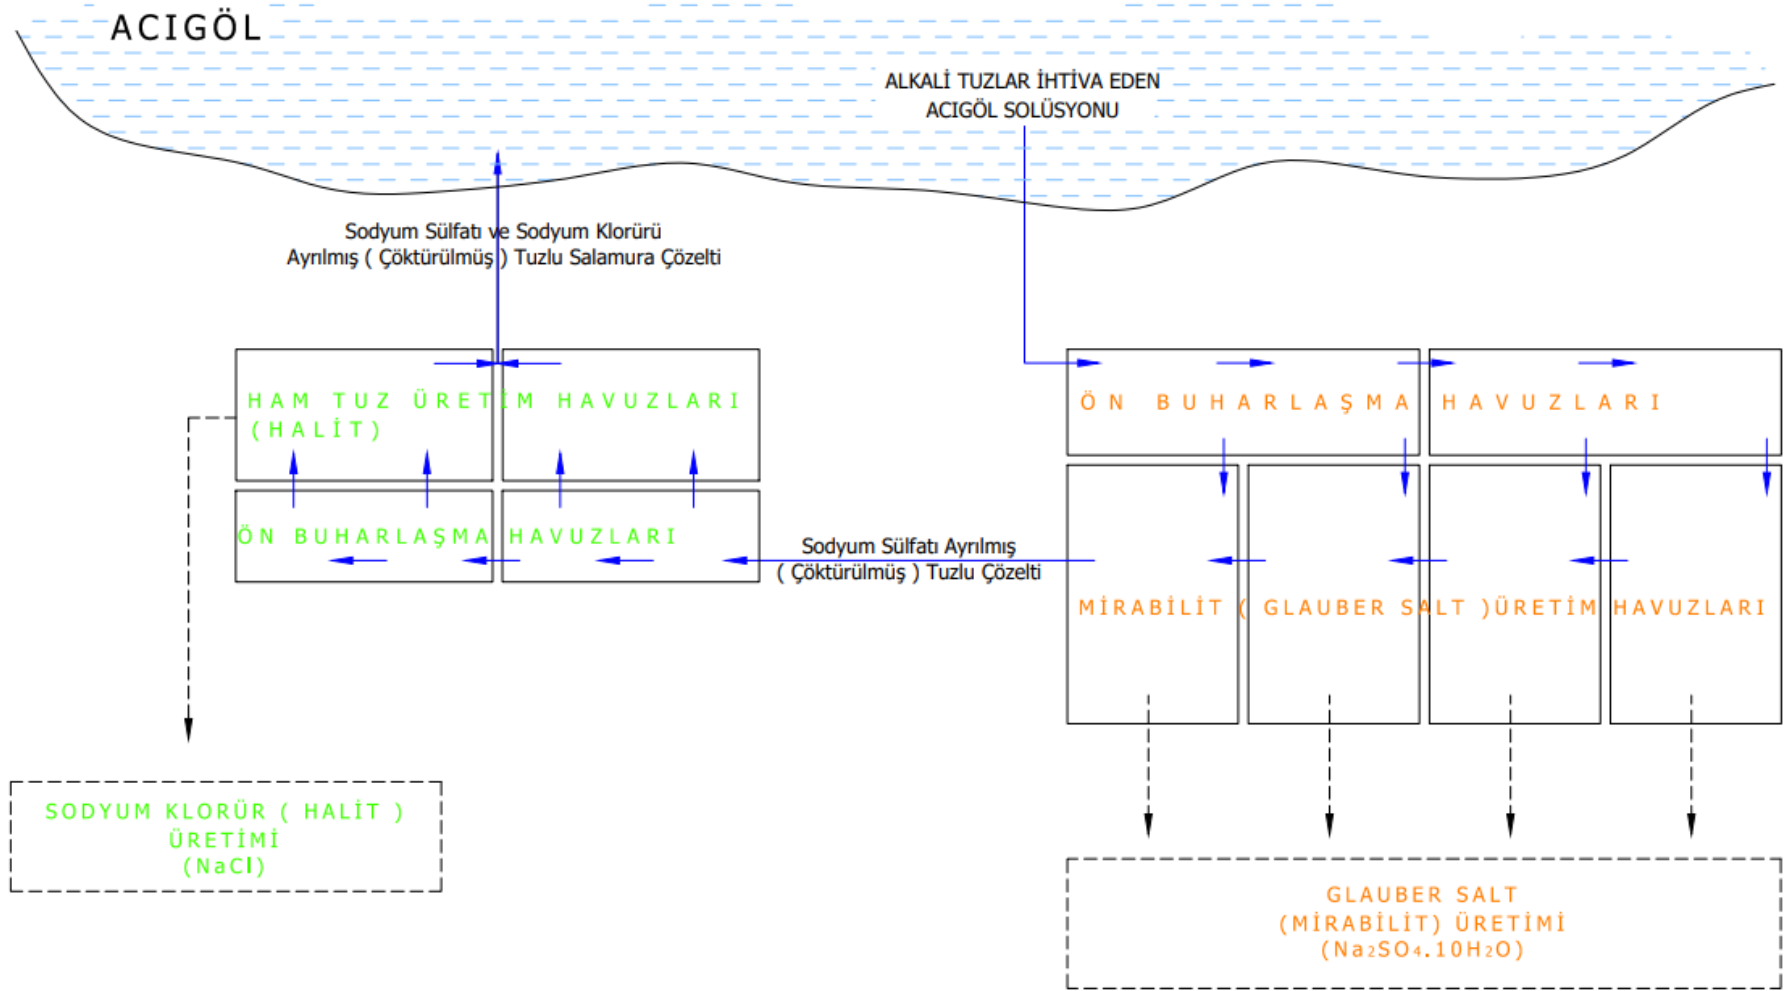 ACIGÖL
ALKALİ TUZLAR İHTİVA EDEN
ACIGÖL SOLÜSYONU
Sodyum Sülfatı ve Sodyum Klorürü
Ayrılmış ( Çöktürülmüş ) Tuzlu Salamura Çözelti
HAM TUZ ÜRETİM HAVUZLARI
(HALİT)
ÖN BUHARLAŞMA HAVUZLARI
ÖN BUHARLAŞMA HAVUZLARI
Sodyum Sülfatı Ayrılmış
( Çöktürülmüş ) Tuzlu Çözelti
MİRABİLİT ( GLAUBER SALT )ÜRETİM HAVUZLARI
SODYUM KLORÜR ( HALİT )
ÜRETİMİ
(NaCl)
GLAUBER SALT
(MİRABİLİT) ÜRETİMİ
(Na₂SO₄.10H₂O)